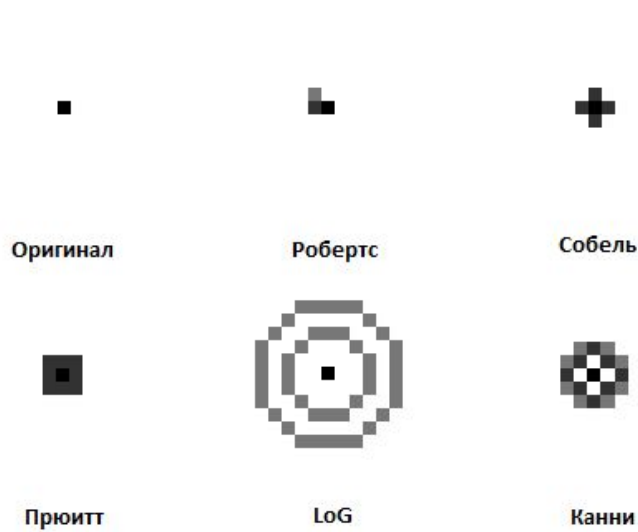 Оригинал
Робертс
Собель
Прюитт
LoG
Канни